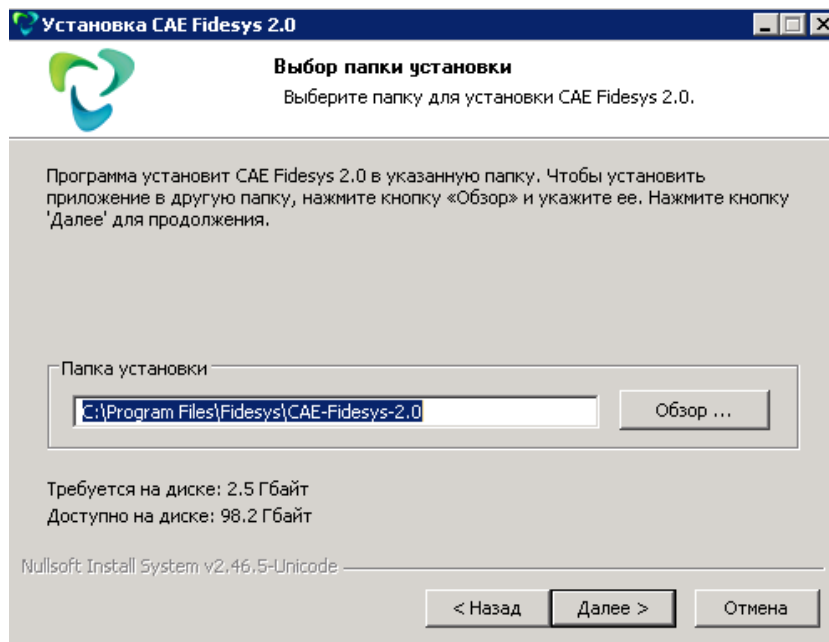 Установка CAE Fidesys 2.0
Выбор папки установки
Выберите папку для установки CAE Fidesys 2.0.
Программа установит CAE Fidesys 2.0 в указанную папку. Чтобы установить
приложение в другую папку, нажмите кнопку «Обзор» и укажите ее. Нажмите кнопку
'Далее' для продолжения.
Папка установки
C:\Program Files\Fidesys\CAE-Fidesys-2.0
Обзор ...
Требуется на диске: 2.5 Гбайт
Доступно на диске: 98.2 Гбайт
Nullsoft Install System v2.46.5-Unicode
< Назад
Далее >
Отмена